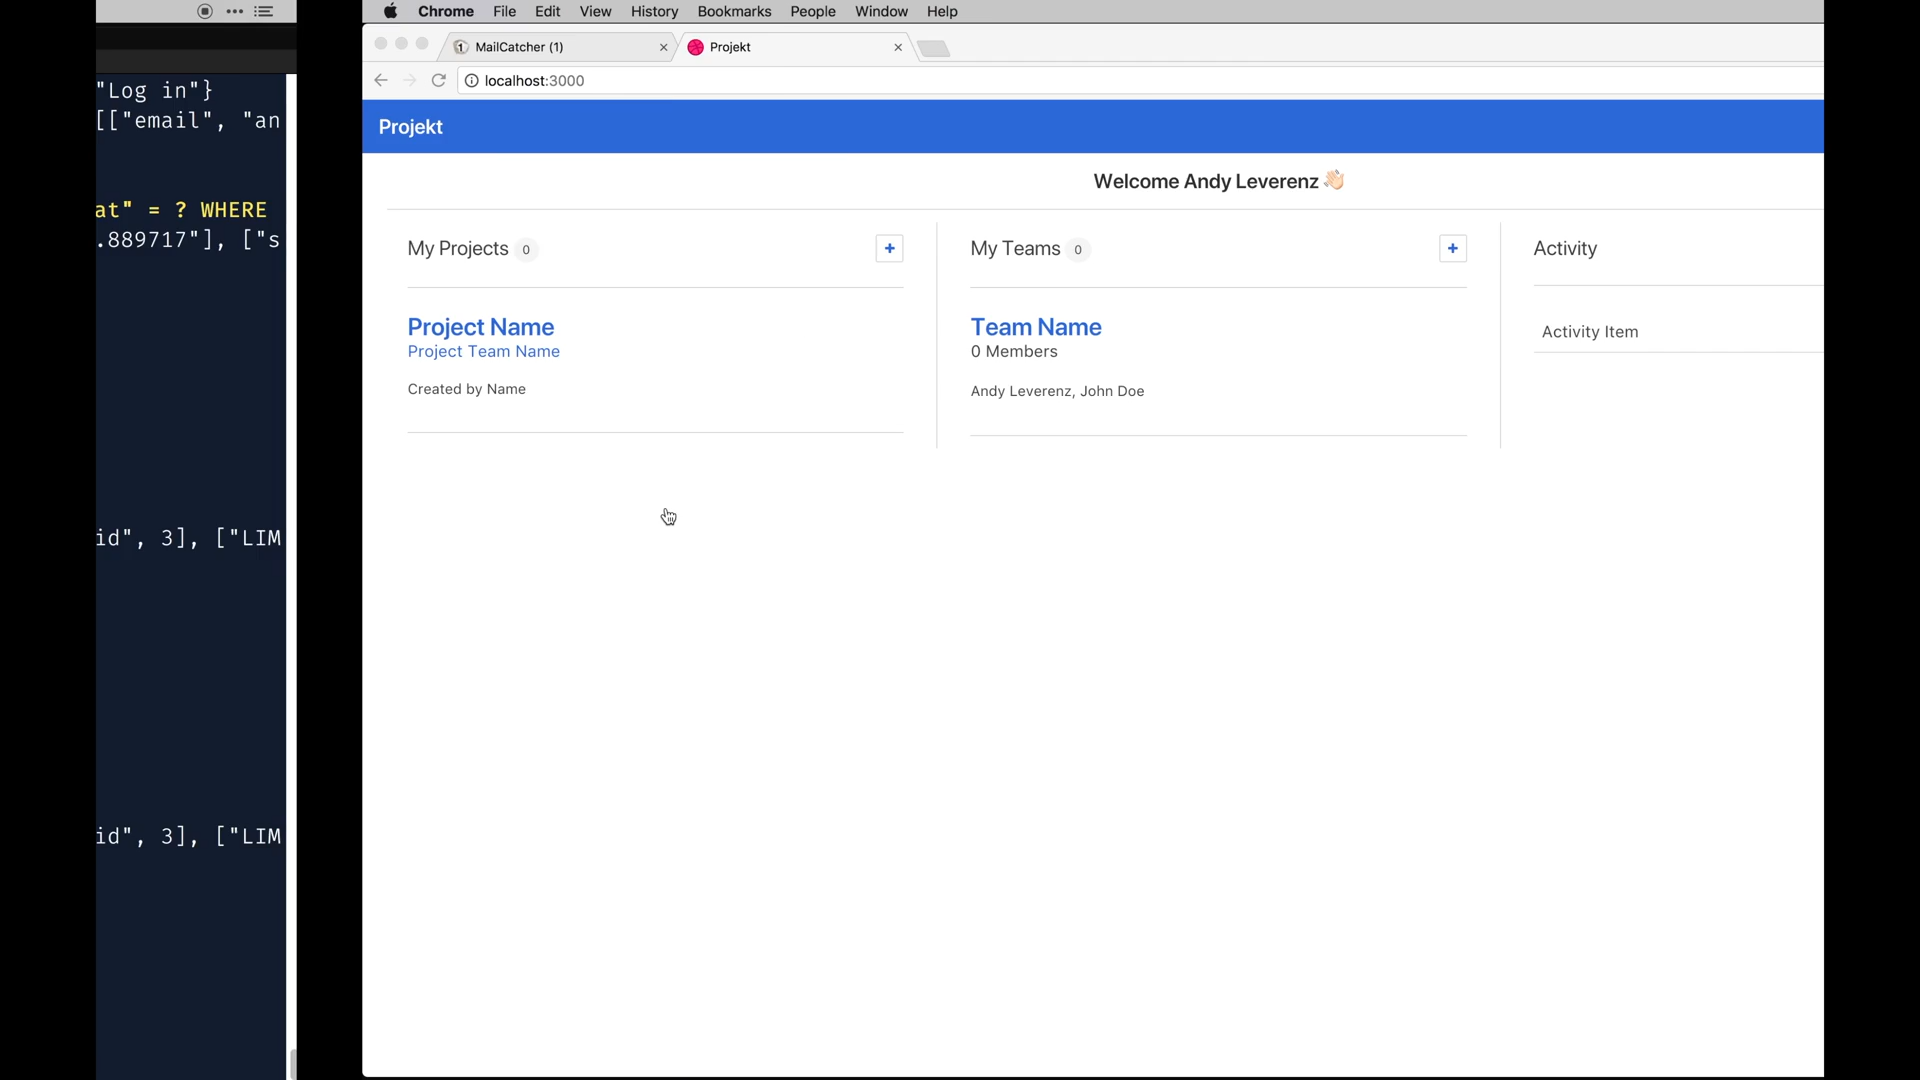 "Log in"}
[["email", "an
at" = ? WHERE
.889717"], ["s
id", 3], ["LIM
id", 3], ["LIM
Chrome File Edit View History Bookmarks People Window Help
MailCatcher (1)
Projekt
localhost:3000
Projekt
Welcome Andy Leverenz 👋🏻
My Projects 0
+
Project Name
Project Team Name
Created by Name
My Teams 0
+
Team Name
0 Members
Andy Leverenz, John Doe
Activity
Activity Item